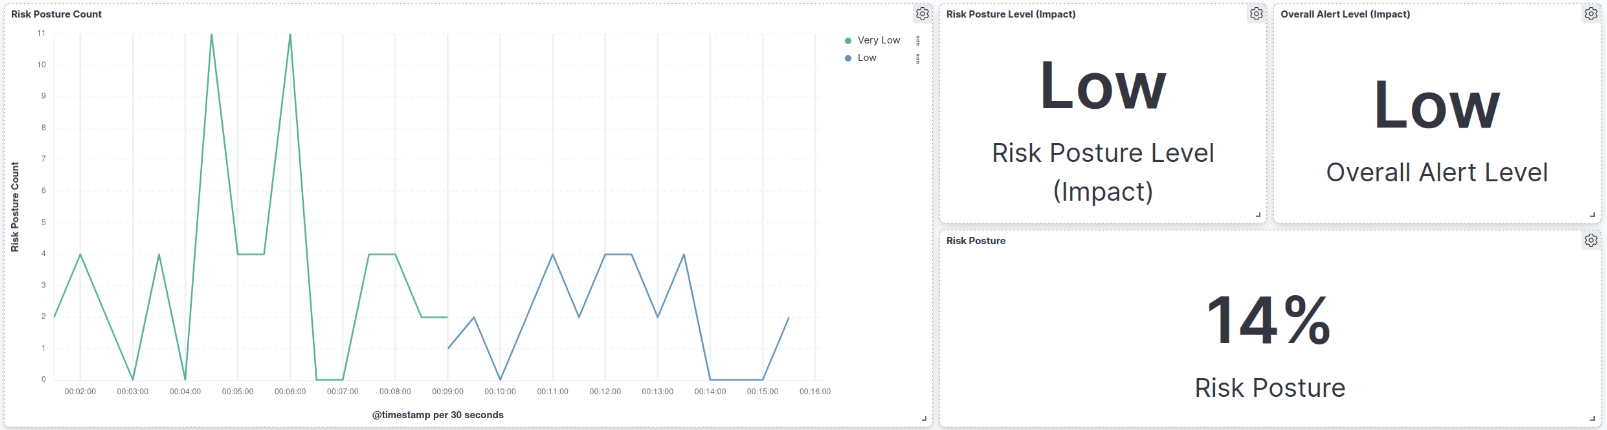 Risk Posture Count
Risk Posture Count
11
10
9
8
7
6
5
4
3
2
1
0
00:02:00 00:03:00 00:04:00 00:05:00 00:06:00 00:07:00 00:08:00 00:09:00 00:10:00 00:11:00 00:12:00 00:13:00 00:14:00 00:15:00 00:16:00
@timestamp per 30 seconds
Very Low
Low
Risk Posture Level (Impact)
Low
Risk Posture Level
(Impact)
Overall Alert Level (Impact)
Low
Overall Alert Level
Risk Posture
14%
Risk Posture